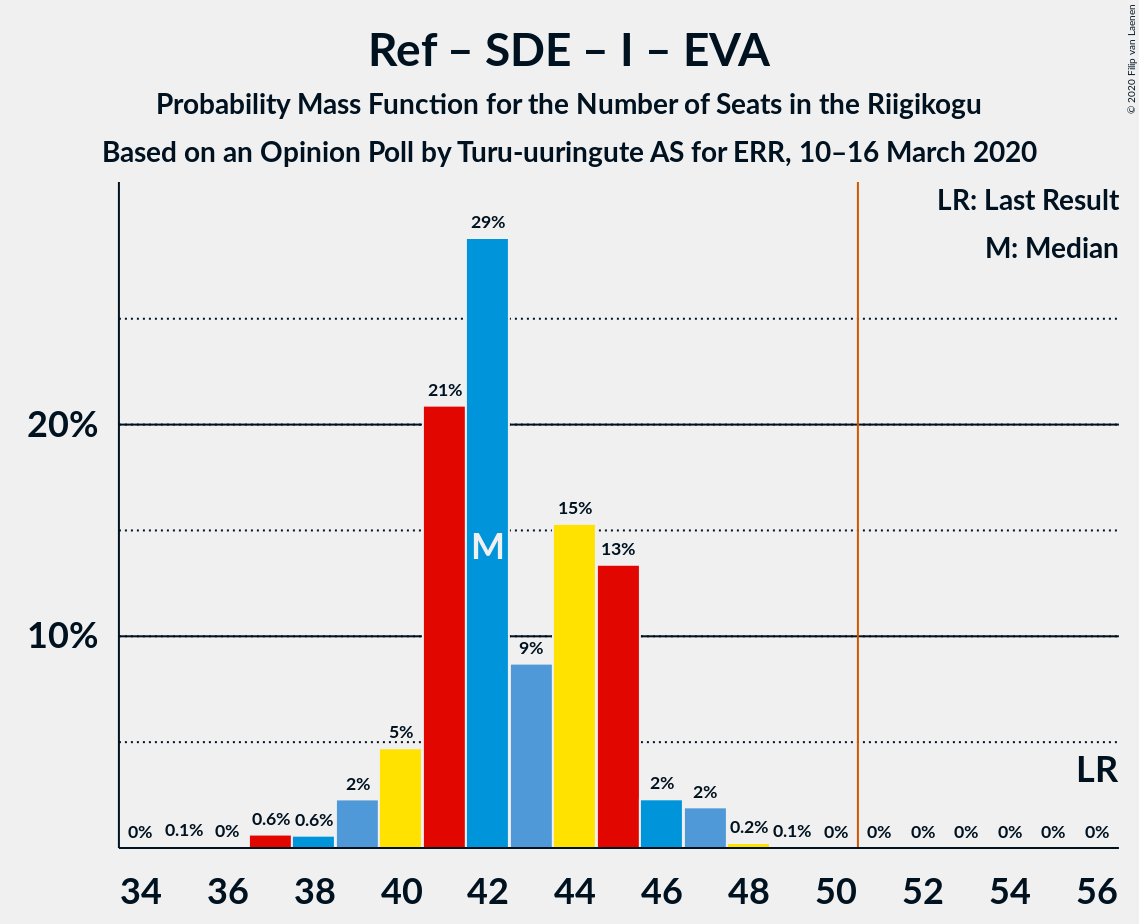 Ref – SDE – I – EVA
Probability Mass Function for the Number of Seats in the Riigikogu
Based on an Opinion Poll by Turu-uuringute AS for ERR, 10–16 March 2020
© 2020 Filip van Laenen
LR: Last Result
M: Median
20%
10%
0% 0.1% 0% 0.6% 0.6% 2% 5% 21% 29% 9% 15% 13% 2% 2% 0.2% 0.1% 0% 0% 0% 0% 0% 0% 0%
M
LR
34 36 38 40 42 44 46 48 50 52 54 56